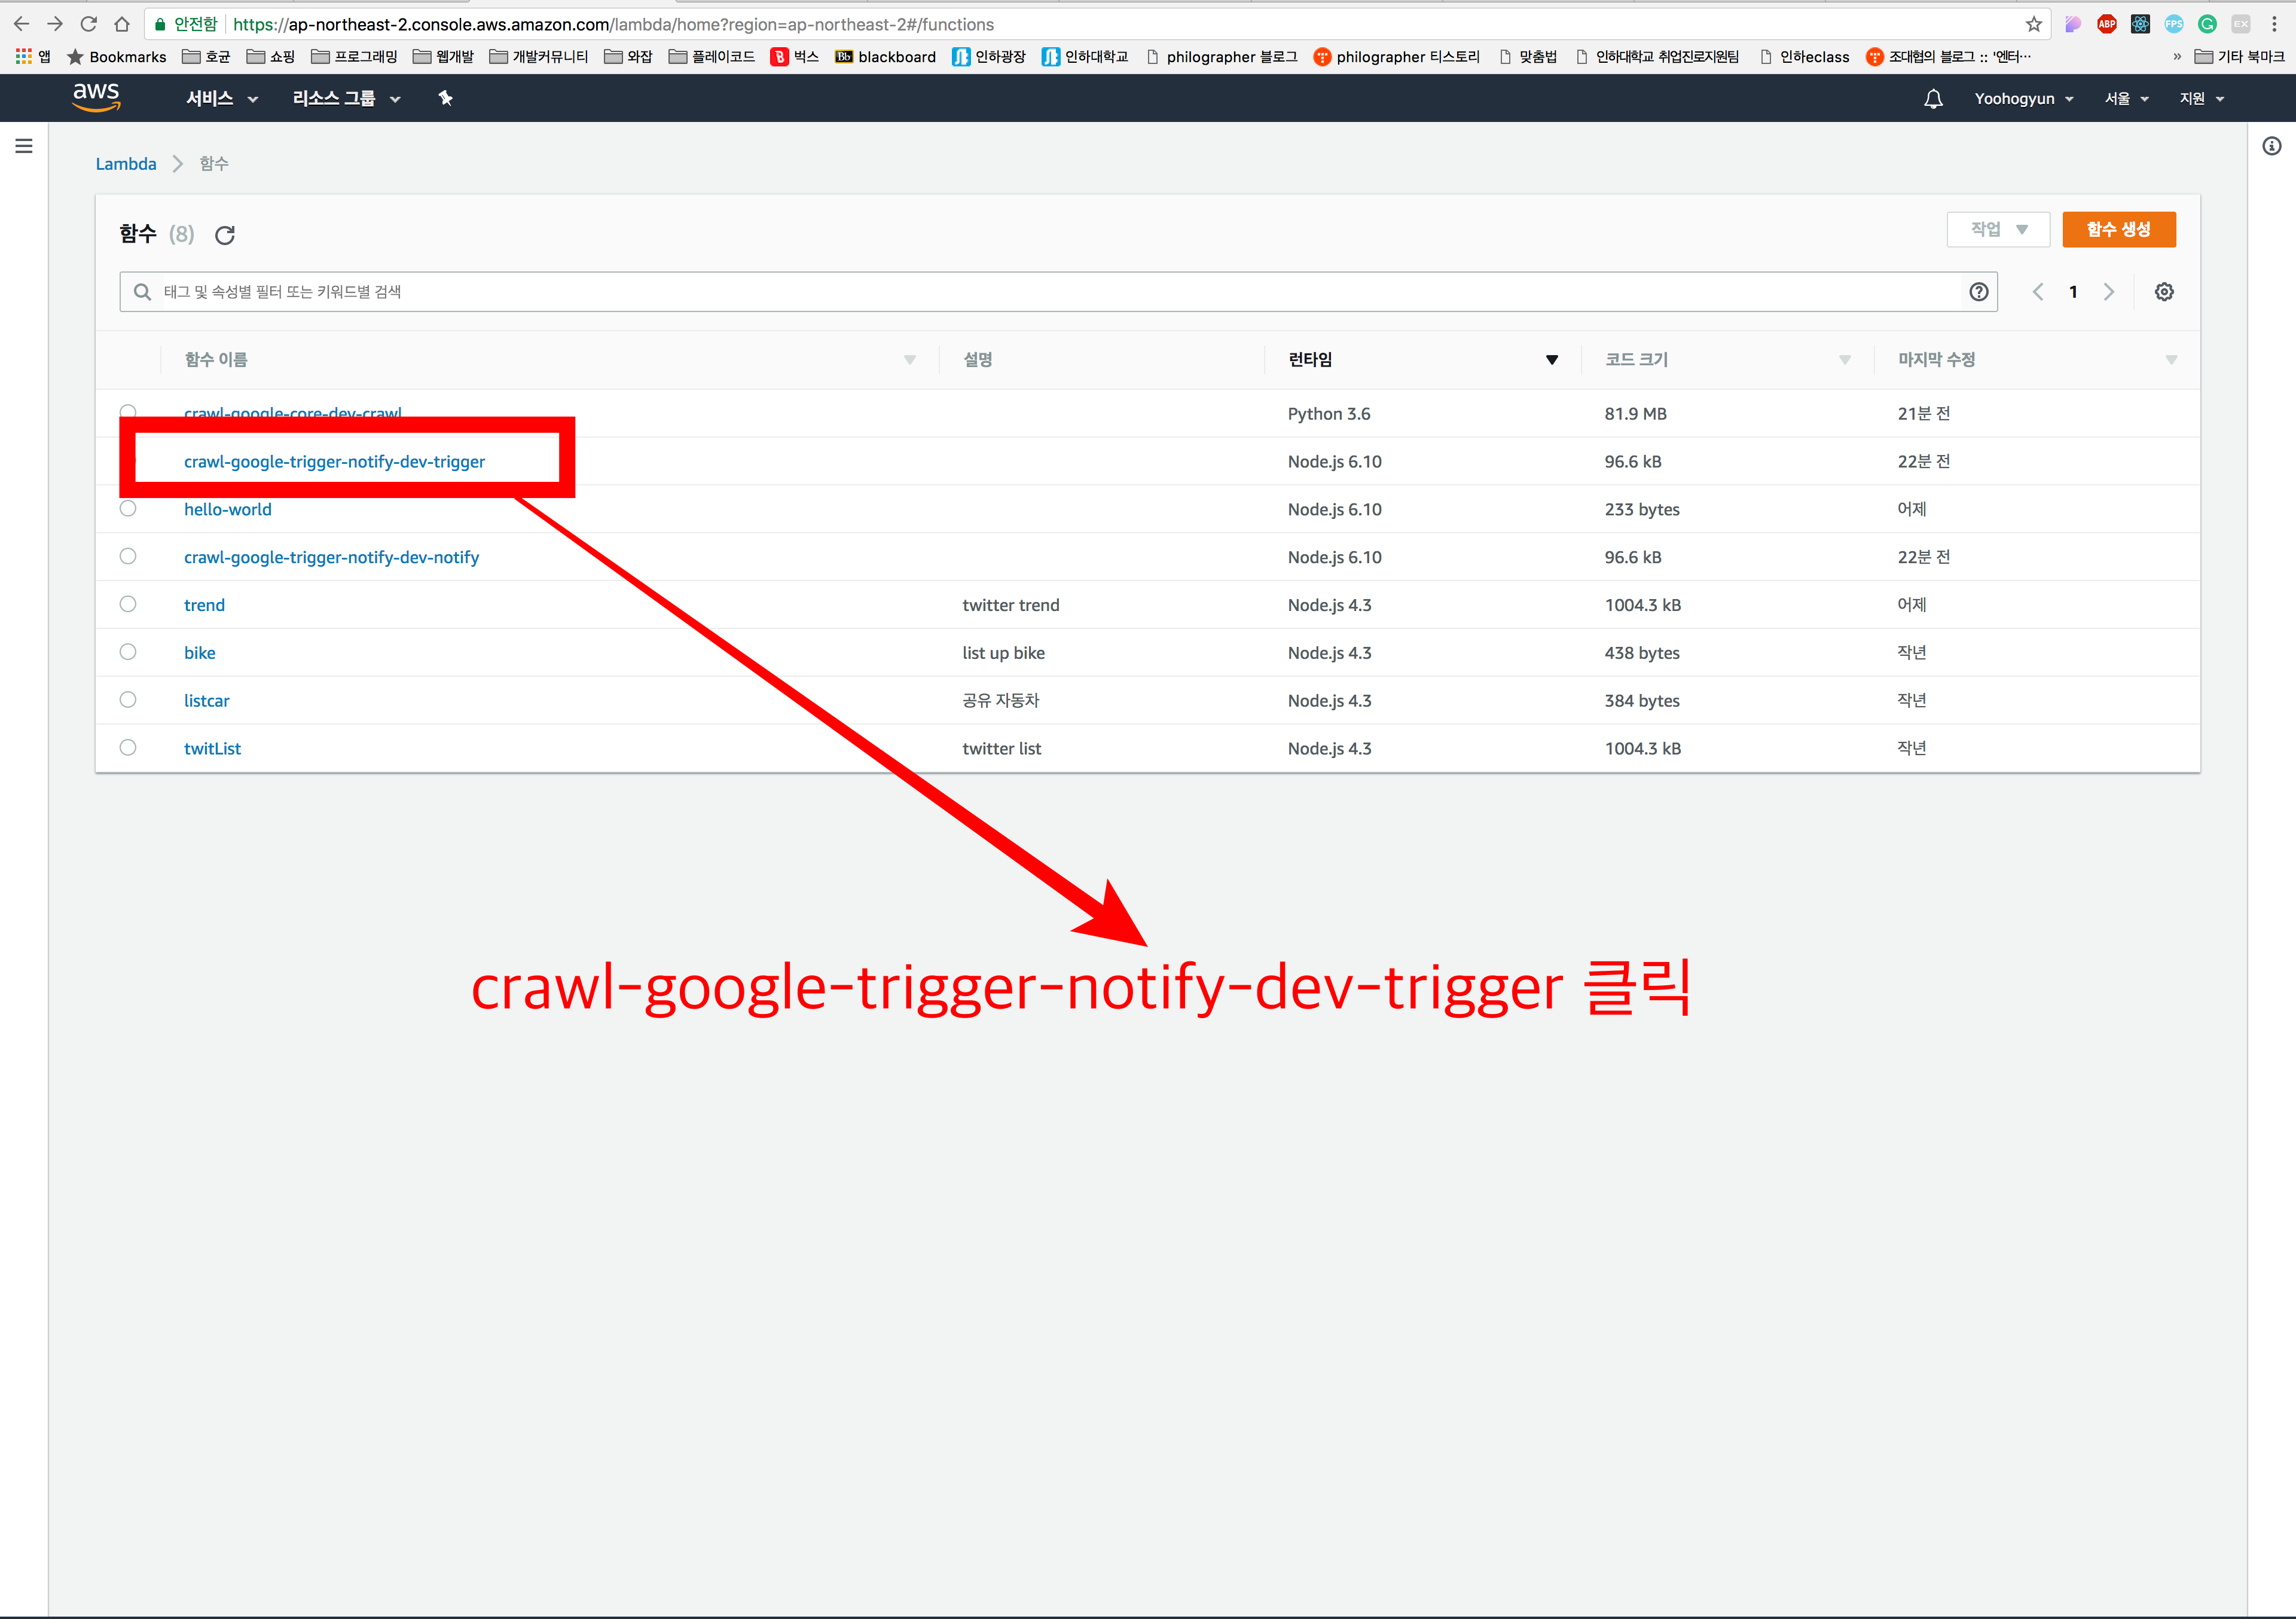 안전함 https://ap-northeast-2.console.aws.amazon.com/lambda/home?region=ap-northeast-2#/functions ABP FPS G EX
앱 Bookmarks 호균 쇼핑 프로그래밍 웹개발 개발커뮤니티 와잡 플레이코드 B 벅스 Bb blackboard 인하광장 인하대학교 philographer 블로그 philographer 티스토리 맞춤법 인하대학교 취업진로지원팀 인하eclass 조대협의 블로그 :: '엔터… » 기타 북마크
aws 서비스 리소스 그룹 Yoohogyun 서울 지원
Lambda 함수
함수 (8) 작업 함수 생성
태그 및 속성별 필터 또는 키워드별 검색 1
함수 이름 설명 런타임 코드 크기 마지막 수정
crawl-google-core-dev-crawl Python 3.6 81.9 MB 21분 전
crawl-google-trigger-notify-dev-trigger Node.js 6.10 96.6 kB 22분 전
hello-world Node.js 6.10 233 bytes 어제
crawl-google-trigger-notify-dev-notify Node.js 6.10 96.6 kB 22분 전
trend twitter trend Node.js 4.3 1004.3 kB 어제
bike list up bike Node.js 4.3 438 bytes 작년
listcar 공유 자동차 Node.js 4.3 384 bytes 작년
twitList twitter list Node.js 4.3 1004.3 kB 작년
crawl-google-trigger-notify-dev-trigger 클릭